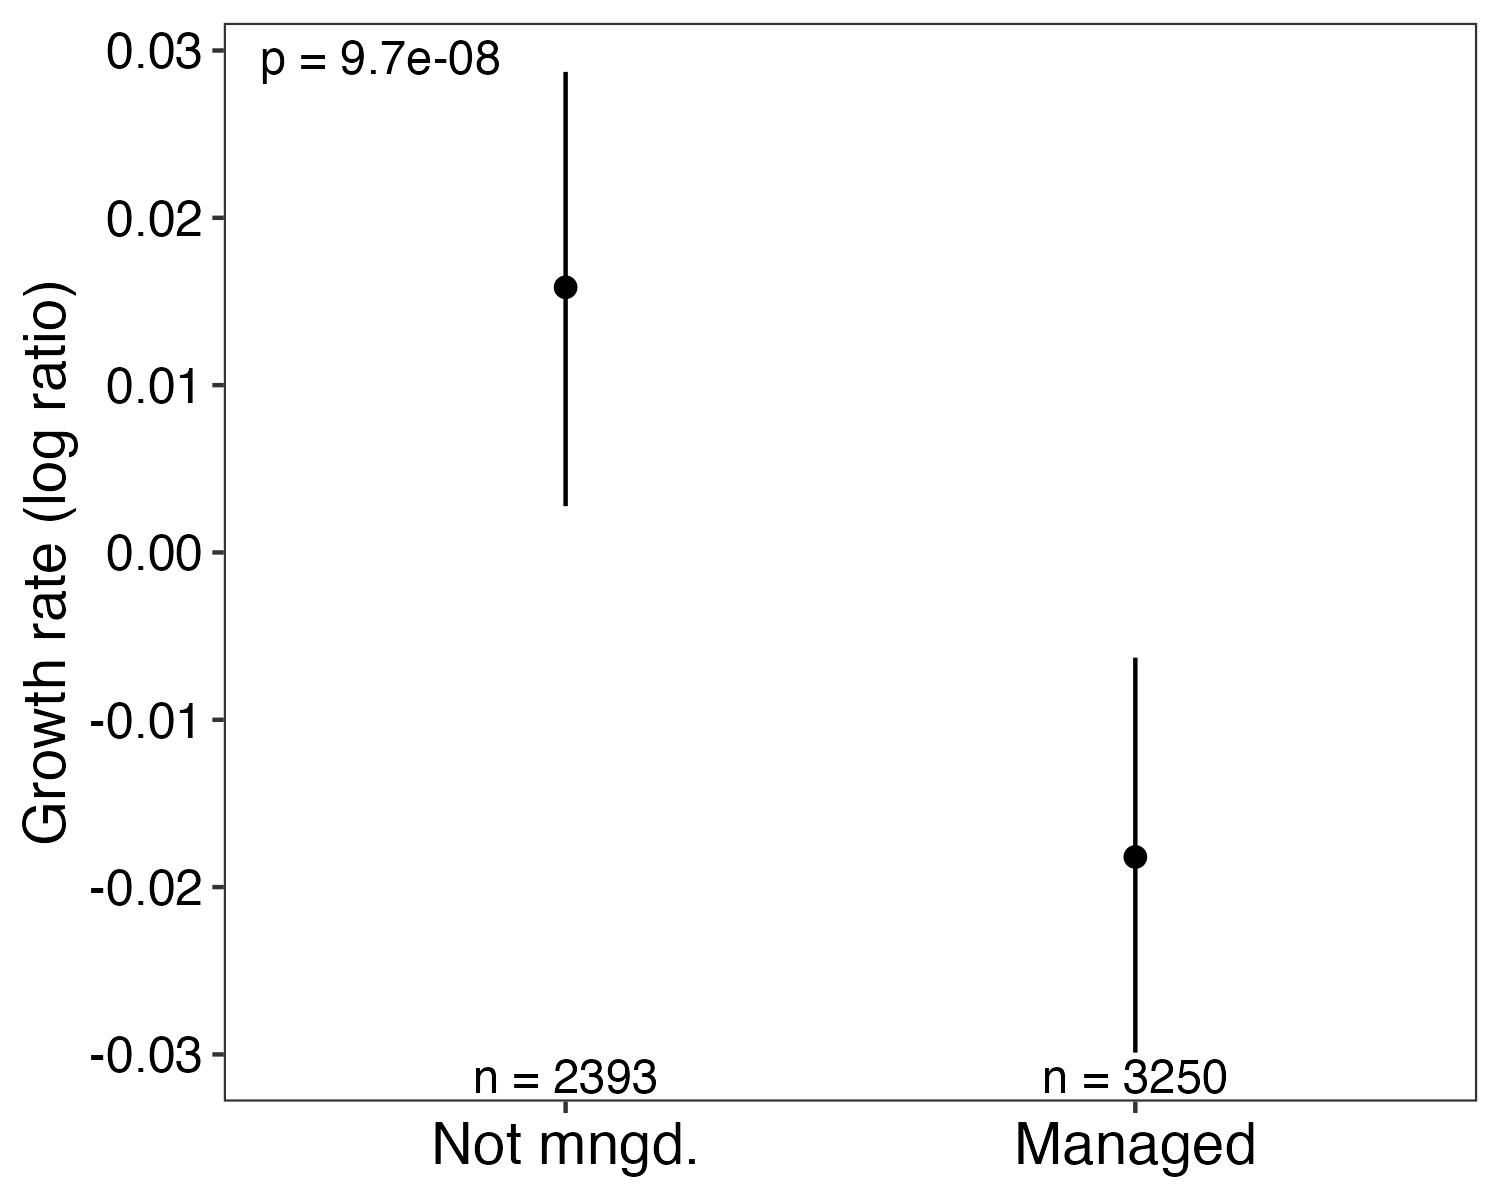 p = 9.7e-08
Growth rate (log ratio)
0.03
0.02
0.01
0.00
-0.01
-0.02
-0.03
n = 2393
n = 3250
Not mngd.
Managed